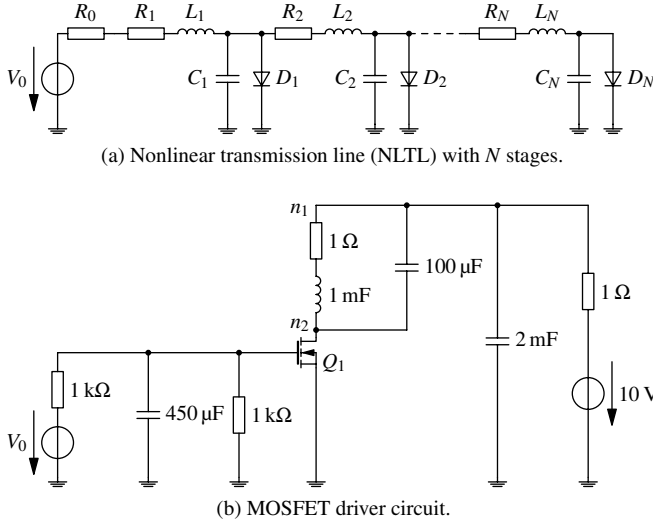 R0 R1 L1 R2 L2 RN LN
V0 C1 D1 C2 D2 CN DN
(a) Nonlinear transmission line (NLTL) with N stages.
n1
1 Ω
100 µF
1 Ω
1 mF
n2
2 mF
Q1
1 kΩ
450 µF
1 kΩ
10 V
V0
(b) MOSFET driver circuit.